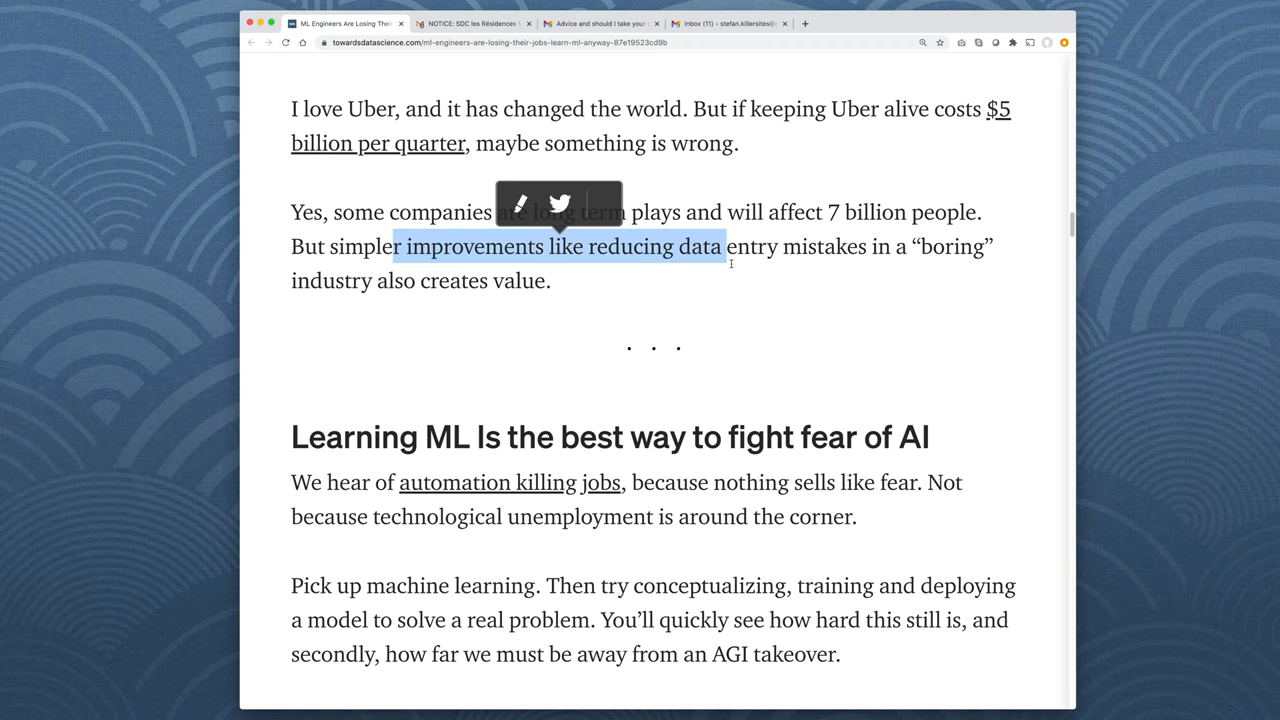 ML Engineers Are Losing Thei
NOTICE: SDC les Résidences
Advice and should I take your
Inbox (11) - stefan.killersites@
towardsdatascience.com/ml-engineers-are-losing-their-jobs-learn-ml-anyway-87e19523cd9b
I love Uber, and it has changed the world. But if keeping Uber alive costs $5
billion per quarter, maybe something is wrong.
Yes, some companies are long term plays and will affect 7 billion people.
But simpler improvements like reducing data entry mistakes in a “boring”
industry also creates value.
. . .
Learning ML Is the best way to fight fear of AI
We hear of automation killing jobs, because nothing sells like fear. Not
because technological unemployment is around the corner.
Pick up machine learning. Then try conceptualizing, training and deploying
a model to solve a real problem. You’ll quickly see how hard this still is, and
secondly, how far we must be away from an AGI takeover.